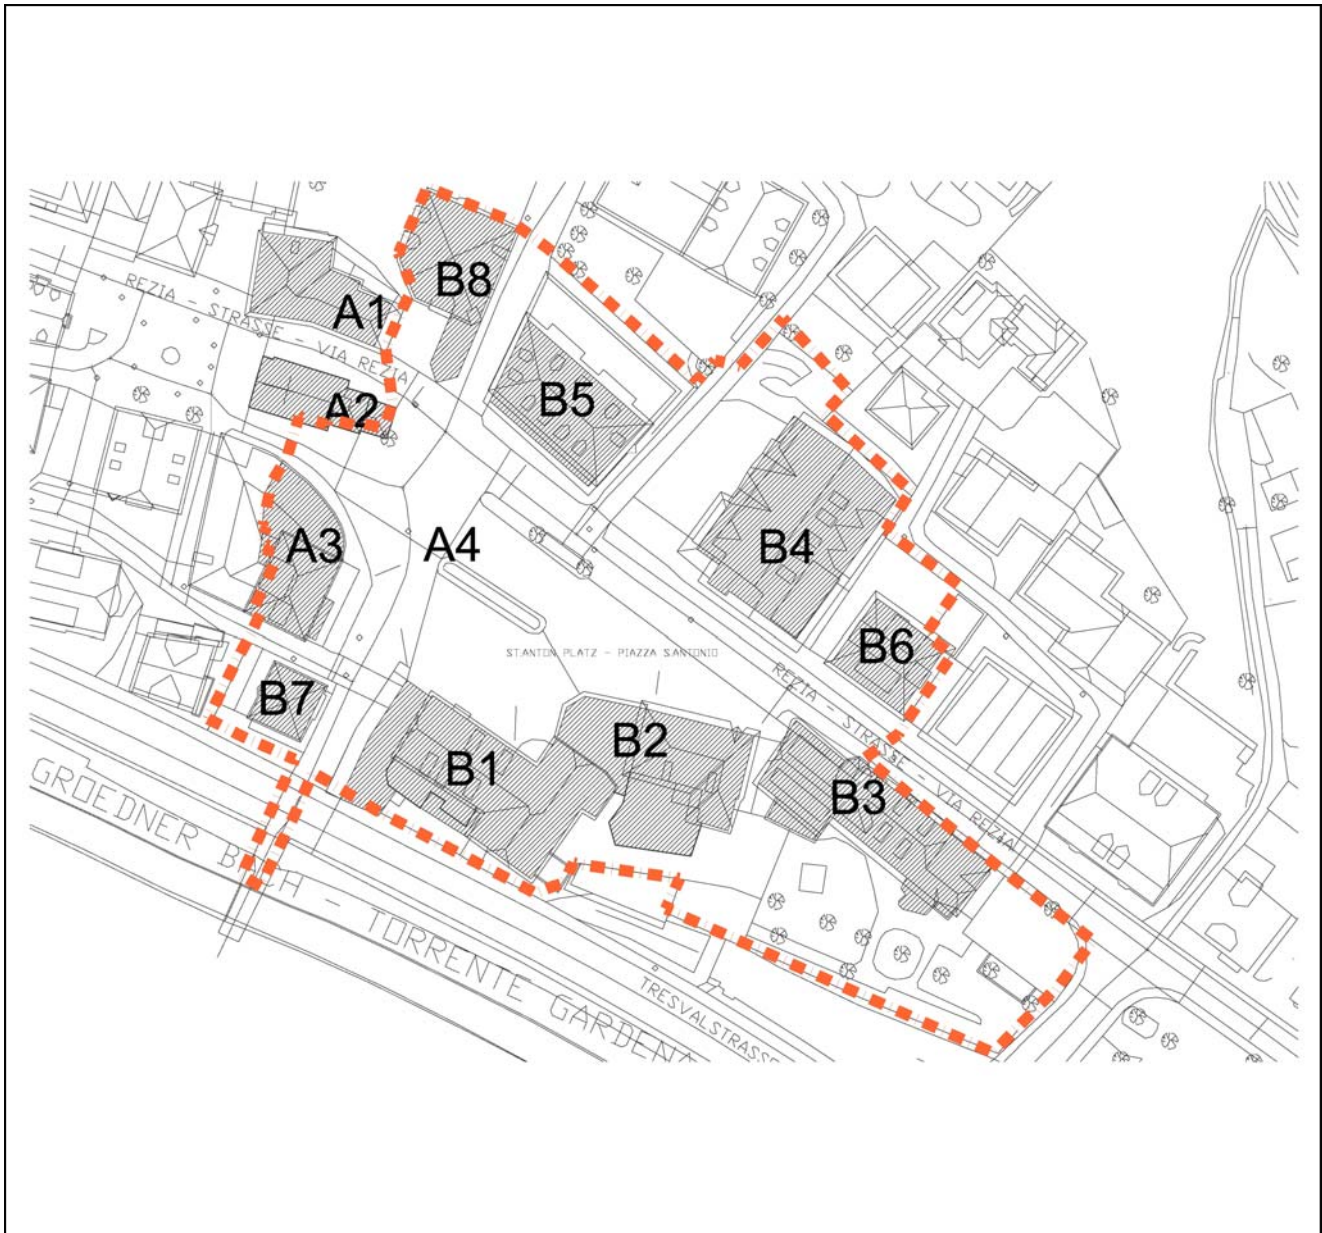 B8
A1
REZIA - STRASSE - VIA REZIA
A2
B5
A3
A4
B4
B6
ST.ANTON PLATZ - PIAZZA S.ANTONIO
B7
B1
B2
REZIA - STRASSE - VIA REZIA
B3
GROEDNER BACH - TORRENTE GARDENA
TRESVALSTRASSE